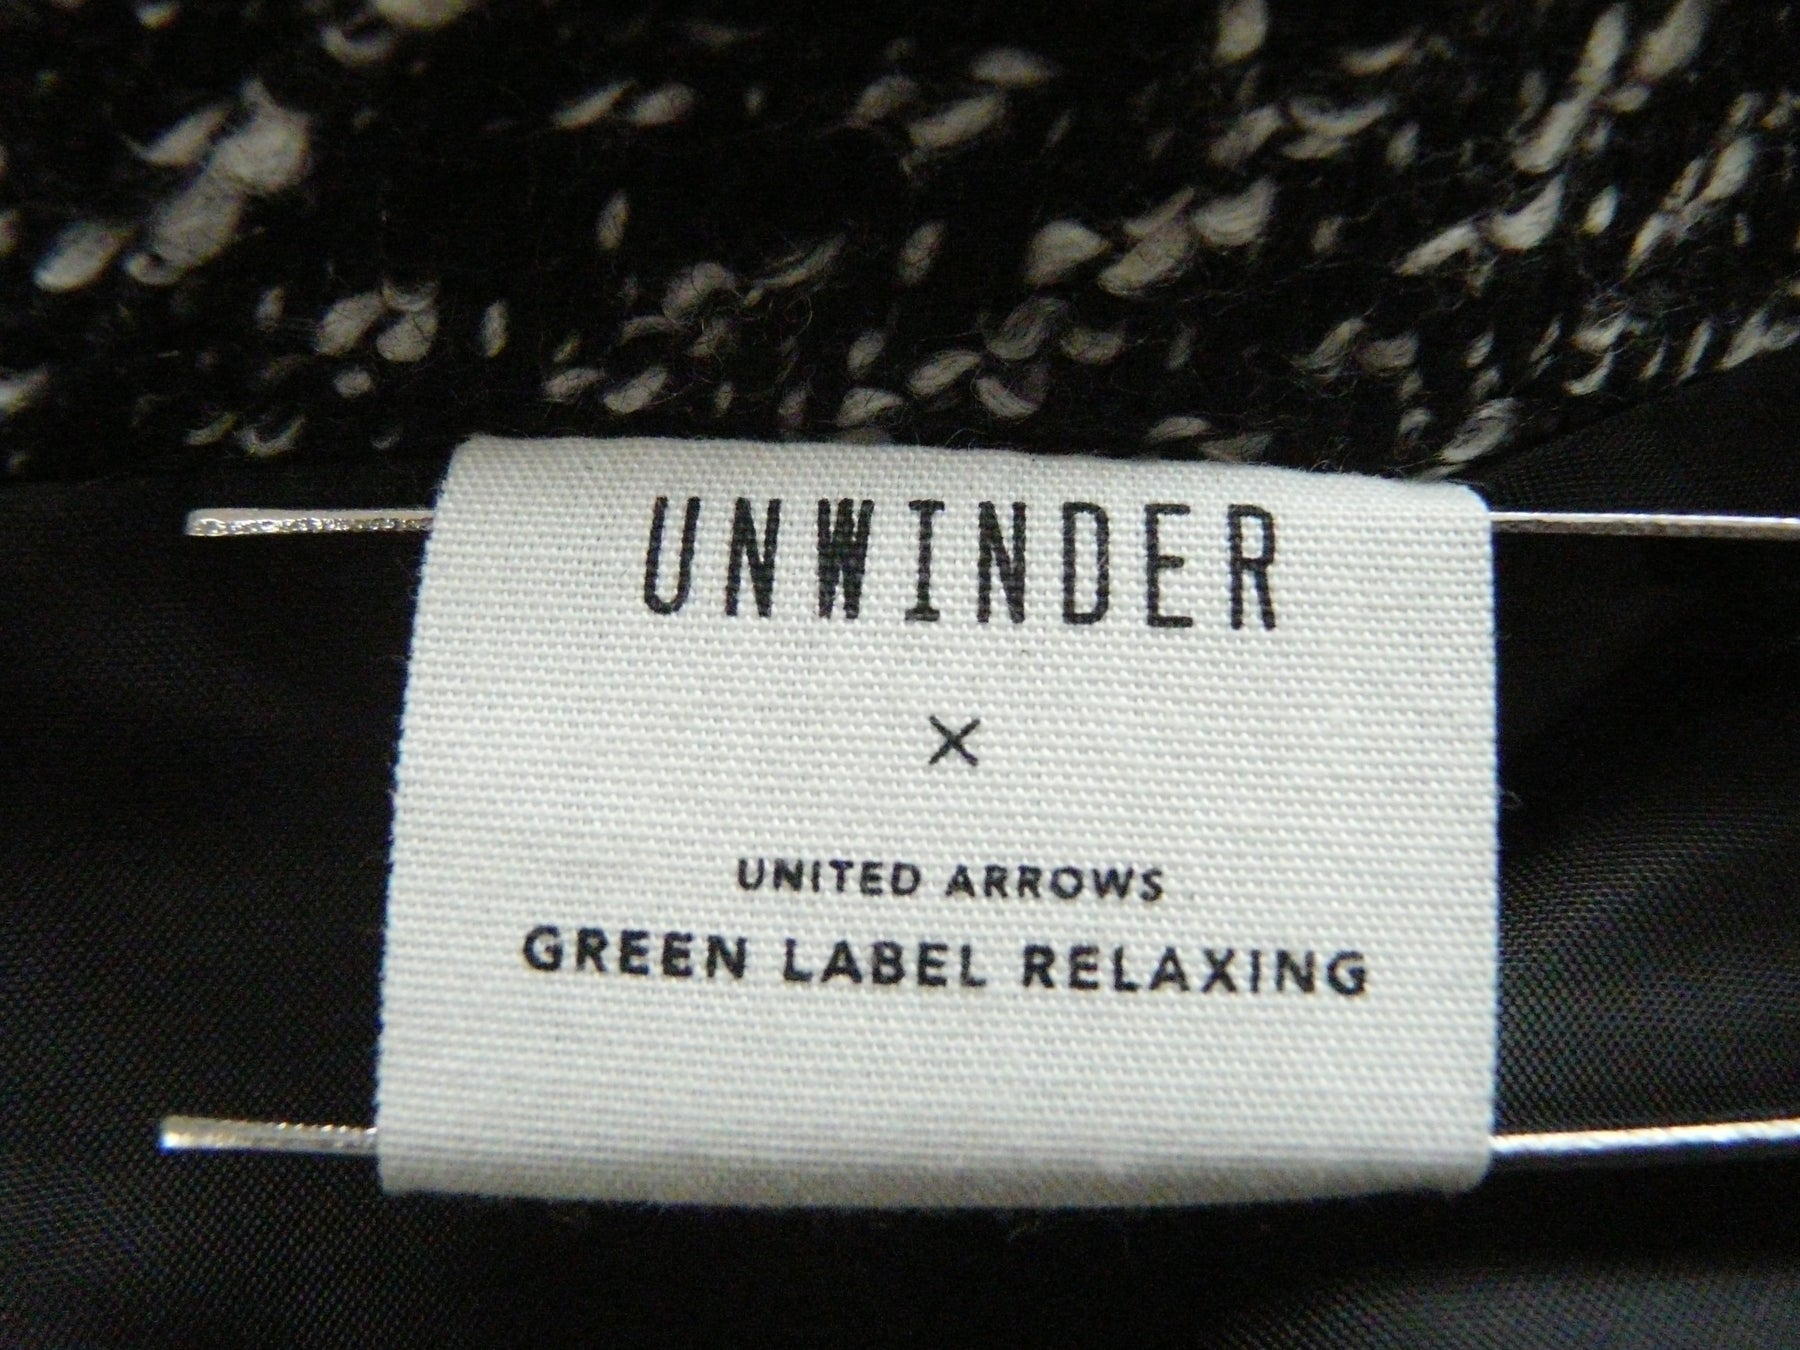 UNWINDER
×
UNITED ARROWS
GREEN LABEL RELAXING